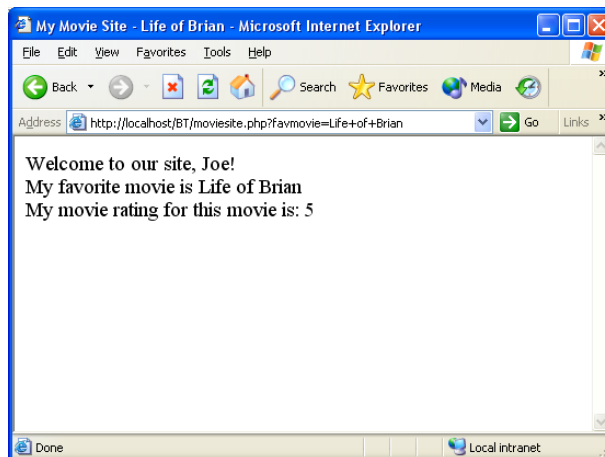 My Movie Site - Life of Brian - Microsoft Internet Explorer
File Edit View Favorites Tools Help
Back Search Favorites Media
Address http://localhost/BT/moviesite.php?favmovie=Life+of+Brian Go Links »
Welcome to our site, Joe!
My favorite movie is Life of Brian
My movie rating for this movie is: 5
Done Local intranet